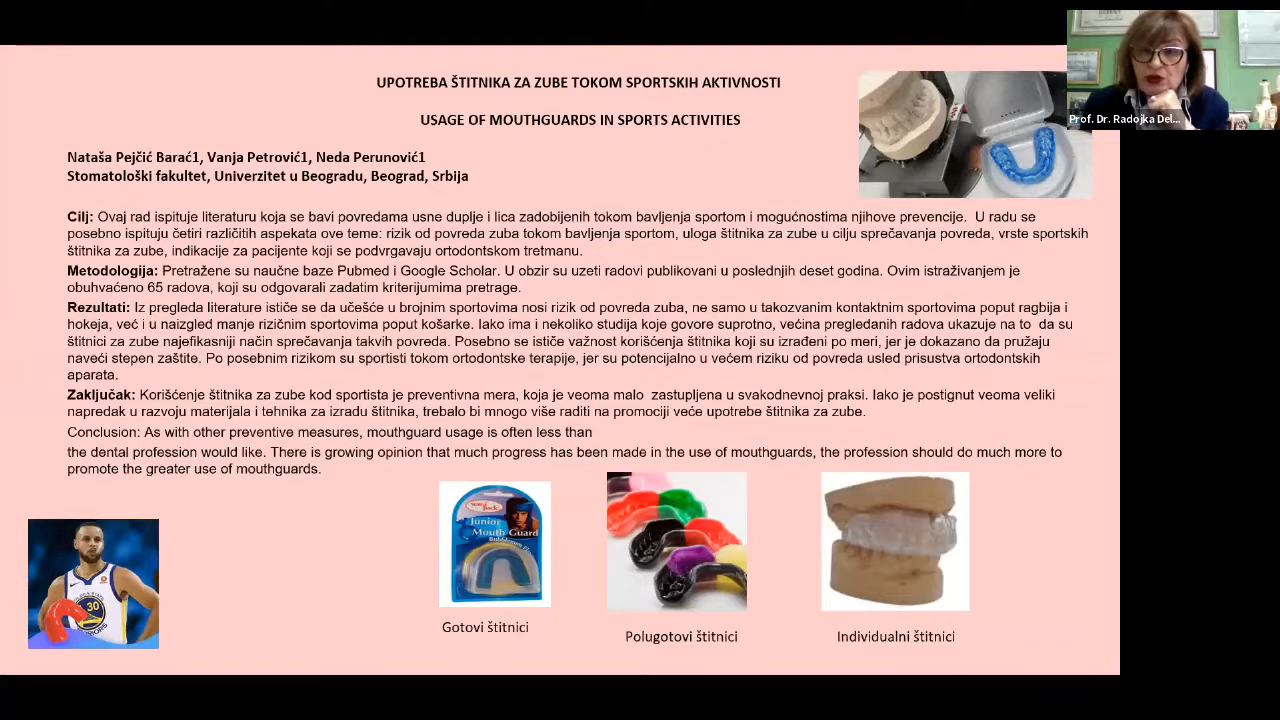 UPOTREBA ŠTITNIKA ZA ZUBE TOKOM SPORTSKIH AKTIVNOSTI
USAGE OF MOUTHGUARDS IN SPORTS ACTIVITIES
Prof. Dr. Radojka Del...
Nataša Pejčić Barać1, Vanja Petrović1, Neda Perunović1
Stomatološki fakultet, Univerzitet u Beogradu, Beograd, Srbija
Cilj: Ovaj rad ispituje literaturu koja se bavi povredama usne duplje i lica zadobijenih tokom bavljenja sportom i mogućnostima njihove prevencije. U radu se
posebno ispituju četiri različitih aspekata ove teme: rizik od povreda zuba tokom bavljenja sportom, uloga štitnika za zube u cilju sprečavanja povreda, vrste sportskih
štitnika za zube, indikacije za pacijente koji se podvrgavaju ortodontskom tretmanu.
Metodologija: Pretražene su naučne baze Pubmed i Google Scholar. U obzir su uzeti radovi publikovani u poslednjih deset godina. Ovim istraživanjem je
obuhvaćeno 65 radova, koji su odgovarali zadatim kriterijumima pretrage.
Rezultati: Iz pregleda literature ističe se da učešće u brojnim sportovima nosi rizik od povreda zuba, ne samo u takozvanim kontaktnim sportovima poput ragbija i
hokeja, već i u naizgled manje rizičnim sportovima poput košarke. Iako ima i nekoliko studija koje govore suprotno, većina pregledanih radova ukazuje na to da su
štitnici za zube najefikasniji način sprečavanja takvih povreda. Posebno se ističe važnost korišćenja štitnika koji su izrađeni po meri, jer je dokazano da pružaju
naveći stepen zaštite. Po posebnim rizikom su sportisti tokom ortodontske terapije, jer su potencijalno u većem riziku od povreda usled prisustva ortodontskih
aparata.
Zaključak: Korišćenje štitnika za zube kod sportista je preventivna mera, koja je veoma malo zastupljena u svakodnevnoj praksi. Iako je postignut veoma veliki
napredak u razvoju materijala i tehnika za izradu štitnika, trebalo bi mnogo više raditi na promociji veće upotrebe štitnika za zube.
Conclusion: As with other preventive measures, mouthguard usage is often less than
the dental profession would like. There is growing opinion that much progress has been made in the use of mouthguards, the profession should do much more to
promote the greater use of mouthguards.
Junior
Mouth Guard
30
Gotovi štitnici
Polugotovi štitnici
Individualni štitnici